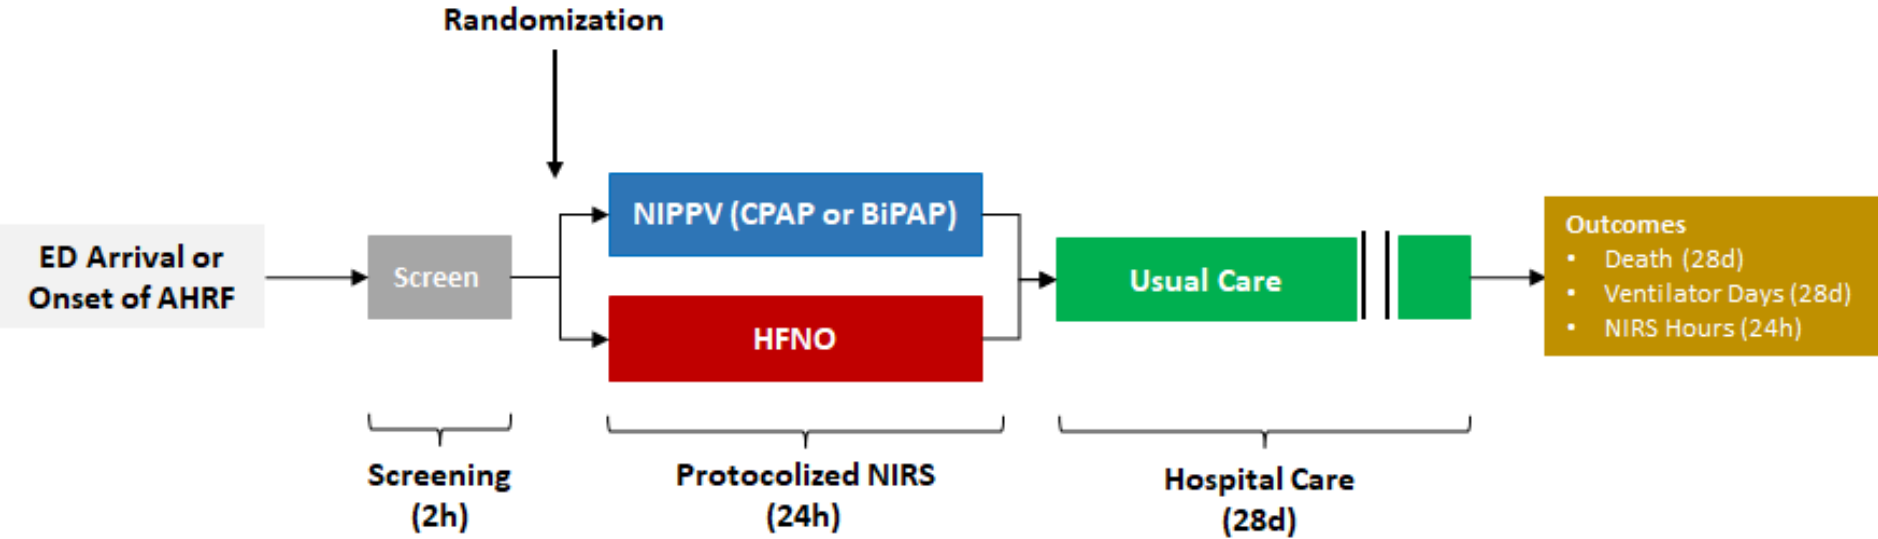 Randomization
ED Arrival or
Onset of AHRF
Screen
NIPPV (CPAP or BiPAP)
HFNO
Usual Care
Outcomes
• Death (28d)
• Ventilator Days (28d)
• NIRS Hours (24h)
Screening
(2h)
Protocolized NIRS
(24h)
Hospital Care
(28d)